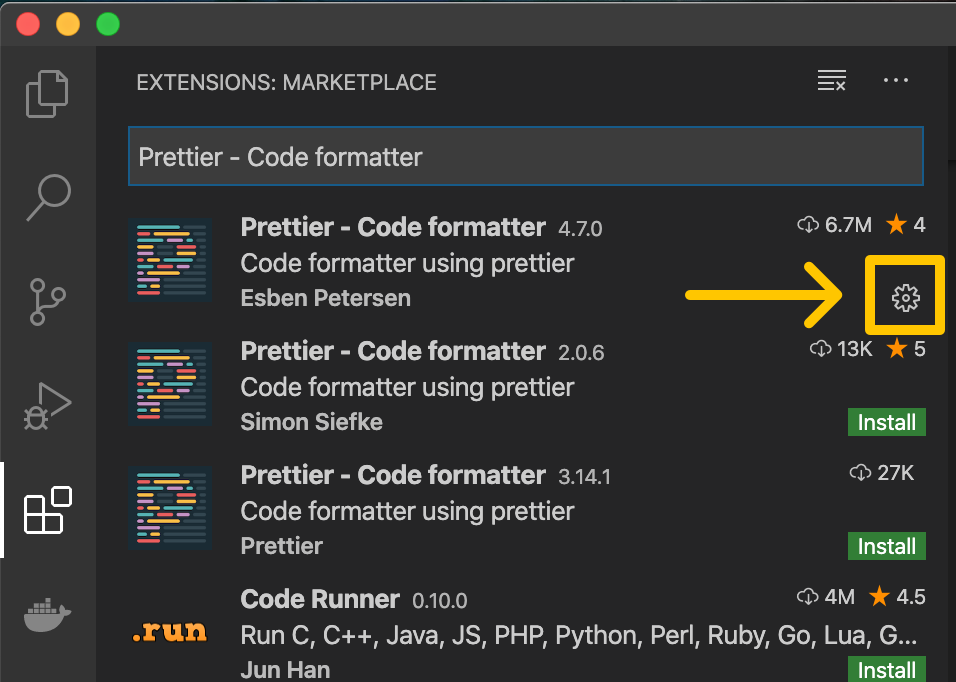 EXTENSIONS: MARKETPLACE
Prettier - Code formatter
Prettier - Code formatter 4.7.0 6.7M 4
Code formatter using prettier
Esben Petersen
Prettier - Code formatter 2.0.6 13K 5
Code formatter using prettier
Simon Siefke Install
Prettier - Code formatter 3.14.1 27K
Code formatter using prettier
Prettier Install
Code Runner 0.10.0 4M 4.5
.run Run C, C++, Java, JS, PHP, Python, Perl, Ruby, Go, Lua, G...
Jun Han Install